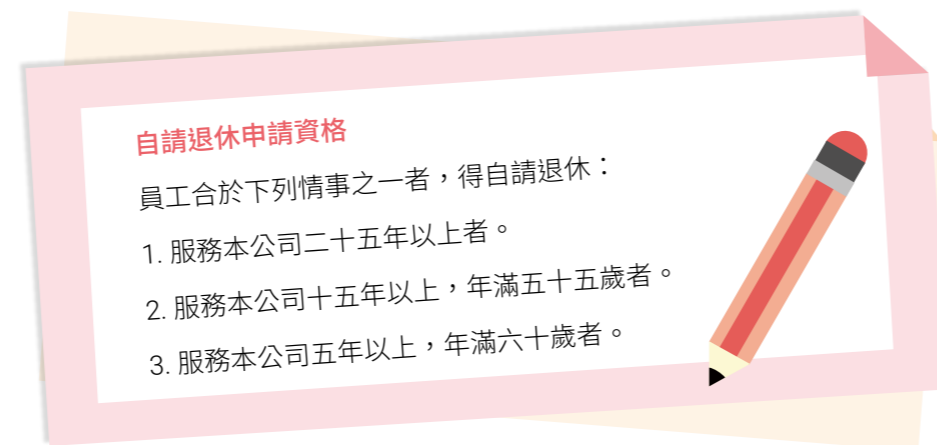 自請退休申請資格
員工合於下列情事之一者，得自請退休：
1. 服務本公司二十五年以上者。
2. 服務本公司十五年以上，年滿五十五歲者。
3. 服務本公司五年以上，年滿六十歲者。